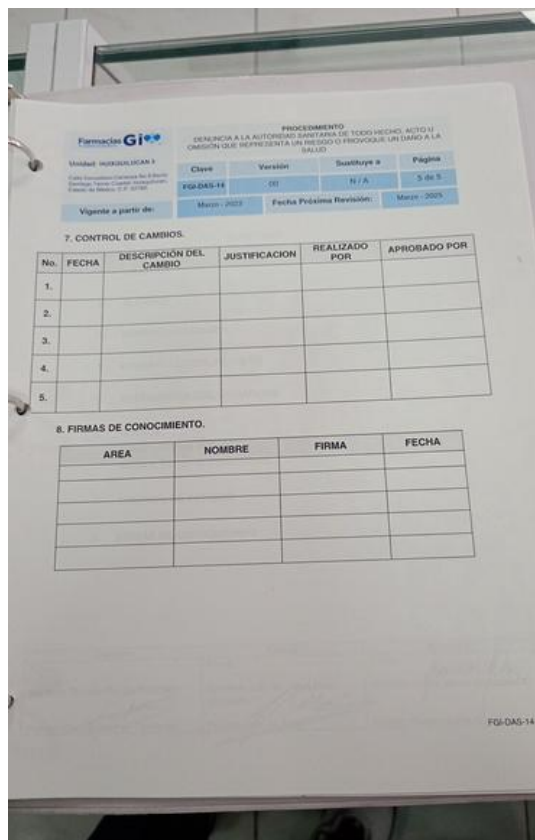 Farmacias Gi
PROCEDIMIENTO
DENUNCIA A LA AUTORIDAD SANITARIA DE TODO HECHO, ACTO U
OMISIÓN QUE REPRESENTA UN RIESGO O PROVOQUE UN DAÑO A LA
SALUD
Unidad: HUIXQUILUCAN 3
Clave Versión Sustituye a Página
FGI-DAS-14 00 N / A 5 de 5
Vigente a partir de: Marzo - 2023 Fecha Próxima Revisión: Marzo - 2025
7. CONTROL DE CAMBIOS.
No. FECHA DESCRIPCIÓN DEL CAMBIO JUSTIFICACION REALIZADO POR APROBADO POR
1.
2.
3.
4.
5.
8. FIRMAS DE CONOCIMIENTO.
AREA NOMBRE FIRMA FECHA
FGI-DAS-14